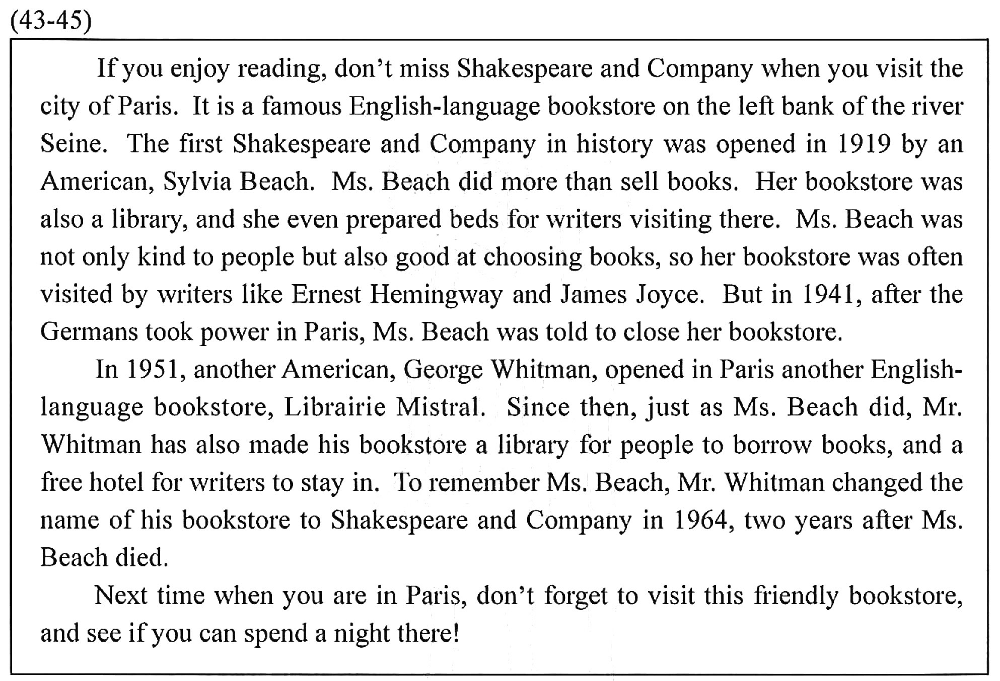 (43-45)
If you enjoy reading, don’t miss Shakespeare and Company when you visit the
city of Paris. It is a famous English-language bookstore on the left bank of the river
Seine. The first Shakespeare and Company in history was opened in 1919 by an
American, Sylvia Beach. Ms. Beach did more than sell books. Her bookstore was
also a library, and she even prepared beds for writers visiting there. Ms. Beach was
not only kind to people but also good at choosing books, so her bookstore was often
visited by writers like Ernest Hemingway and James Joyce. But in 1941, after the
Germans took power in Paris, Ms. Beach was told to close her bookstore.
In 1951, another American, George Whitman, opened in Paris another English-
language bookstore, Librairie Mistral. Since then, just as Ms. Beach did, Mr.
Whitman has also made his bookstore a library for people to borrow books, and a
free hotel for writers to stay in. To remember Ms. Beach, Mr. Whitman changed the
name of his bookstore to Shakespeare and Company in 1964, two years after Ms.
Beach died.
Next time when you are in Paris, don’t forget to visit this friendly bookstore,
and see if you can spend a night there!